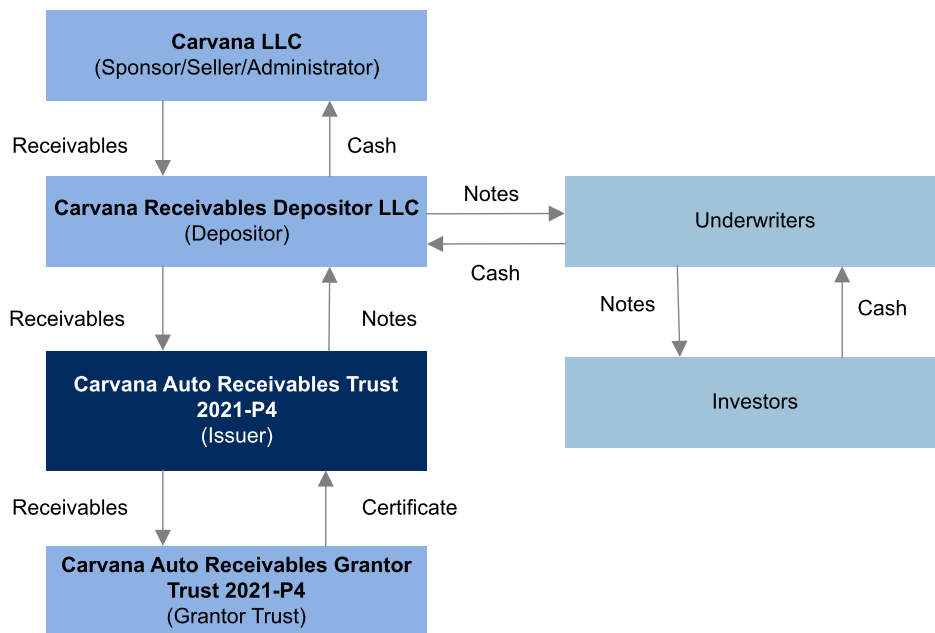 Carvana LLC
(Sponsor/Seller/Administrator)
Receivables
Cash
Carvana Receivables Depositor LLC
(Depositor)
Notes
Cash
Underwriters
Receivables
Notes
Notes
Cash
Carvana Auto Receivables Trust
2021-P4
(Issuer)
Investors
Receivables
Certificate
Carvana Auto Receivables Grantor
Trust 2021-P4
(Grantor Trust)